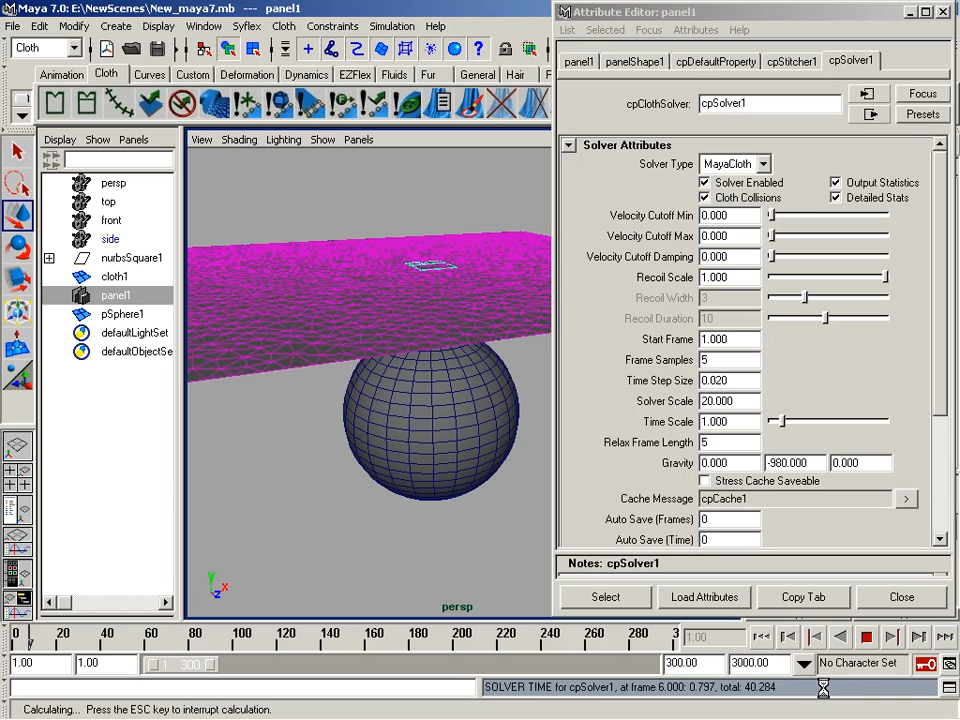 Maya 7.0: E:\NewScenes\New_maya7.mb --- panel1
File Edit Modify Create Display Window Syflex Cloth Constraints Simulation Help
Cloth
Animation Cloth Curves Custom Deformation Dynamics EZFlex Fluids Fur General Hair
Display Show Panels
persp
top
front
side
nurbsSquare1
cloth1
panel1
pSphere1
defaultLightSet
defaultObjectSe
View Shading Lighting Show Panels
y
x
z
persp
Attribute Editor: panel1
List Selected Focus Attributes Help
panel1 panelShape1 cpDefaultProperty cpStitcher1 cpSolver1
cpClothSolver: cpSolver1
Focus
Presets
Solver Attributes
Solver Type MayaCloth
Solver Enabled Output Statistics
Cloth Collisions Detailed Stats
Velocity Cutoff Min 0.000
Velocity Cutoff Max 0.000
Velocity Cutoff Damping 0.000
Recoil Scale 1.000
Recoil Width 3
Recoil Duration 10
Start Frame 1.000
Frame Samples 5
Time Step Size 0.020
Solver Scale 20.000
Time Scale 1.000
Relax Frame Length 5
Gravity 0.000 -980.000 0.000
Stress Cache Saveable
Cache Message cpCache1 >
Auto Save (Frames) 0
Auto Save (Time) 0
Notes: cpSolver1
Select Load Attributes Copy Tab Close
0 20 40 60 80 100 120 140 160 180 200 220 240 260 280 3
1.00
1.00 1.00 1 300 300.00 3000.00 No Character Set
SOLVER TIME for cpSolver1, at frame 6.000: 0.797, total: 40.284
Calculating... Press the ESC key to interrupt calculation.